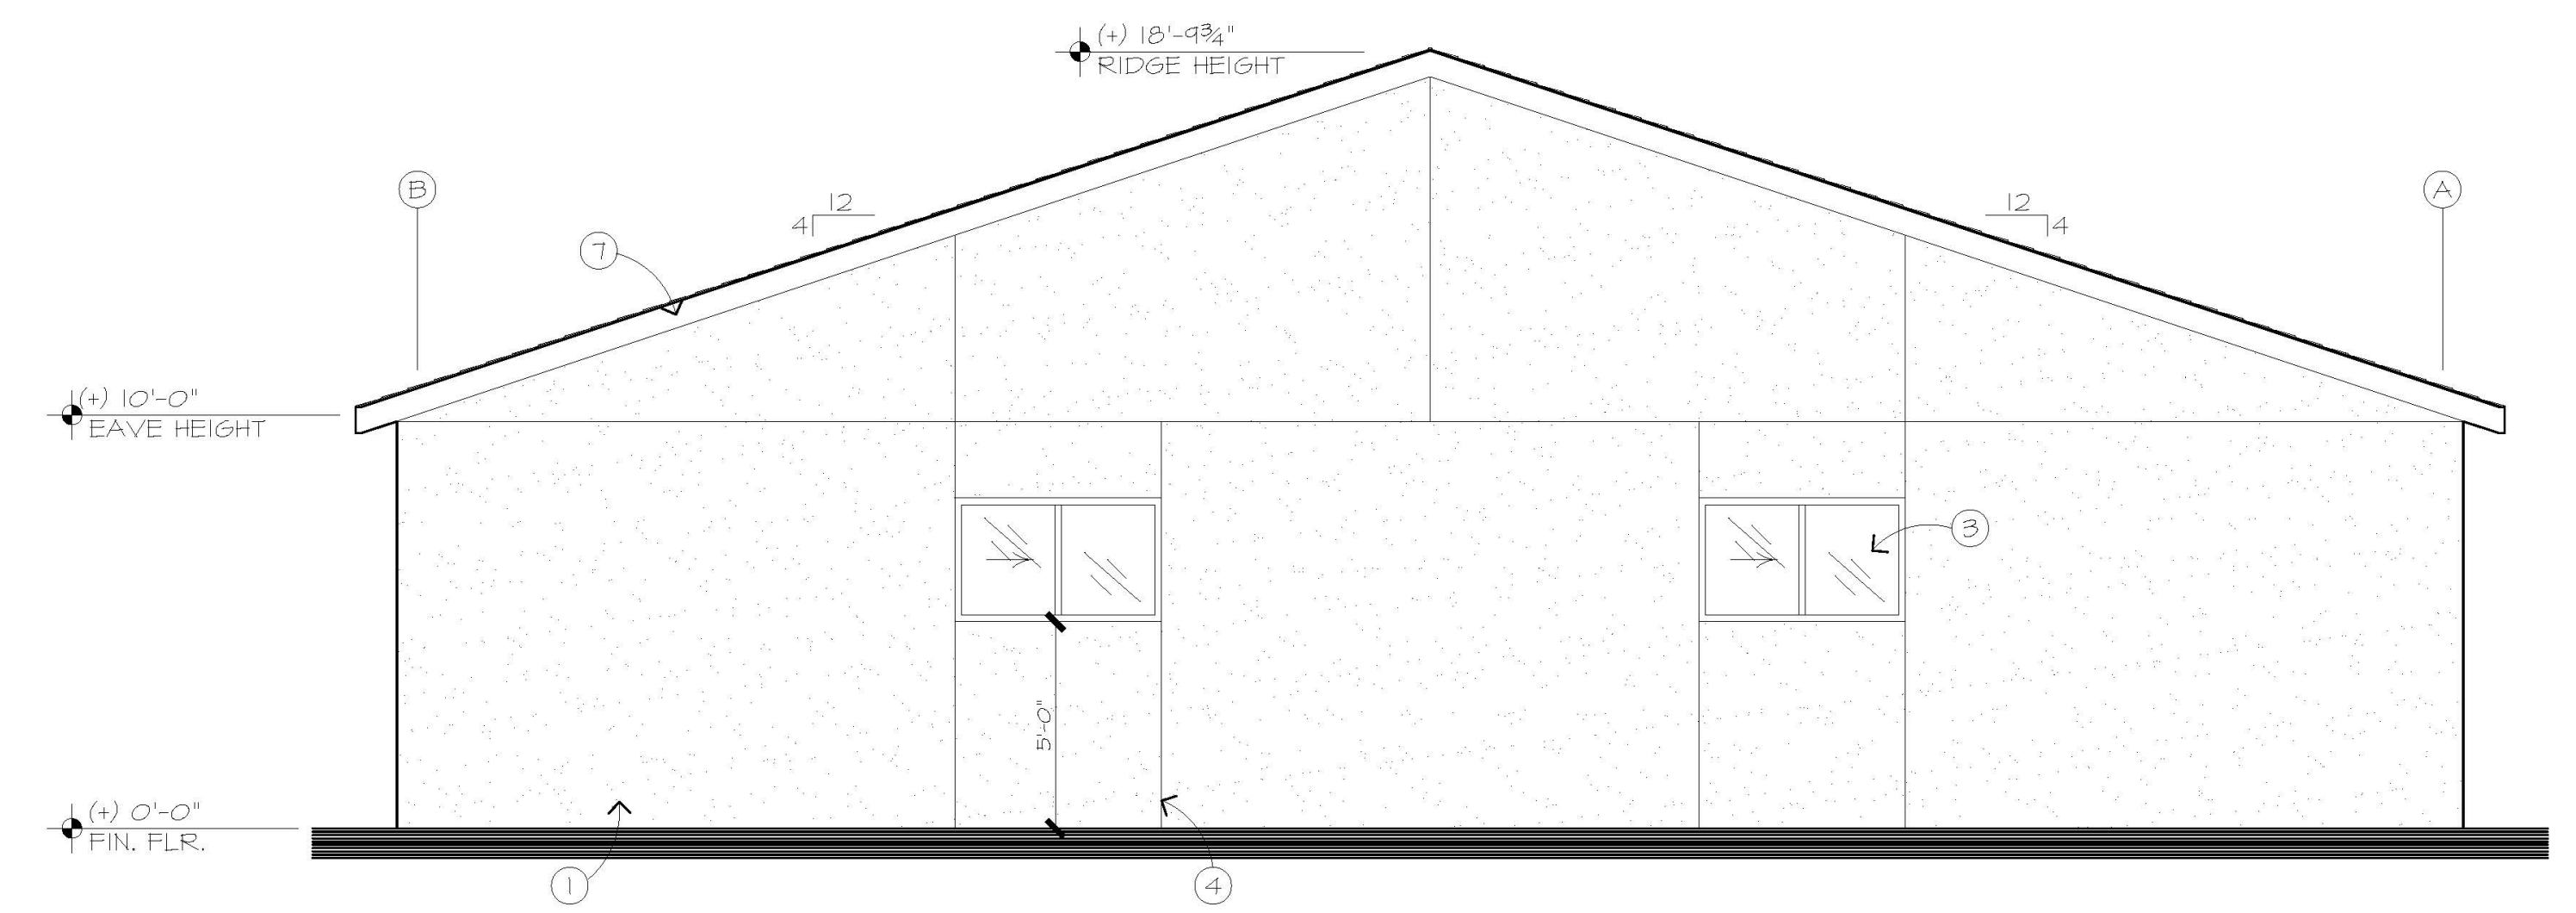 (+) 18'-9¾"
RIDGE HEIGHT
B
A
12
4
12
4
7
(+) 10'-0"
EAVE HEIGHT
3
5'-0"
(+) 0'-0"
FIN. FLR.
1
4